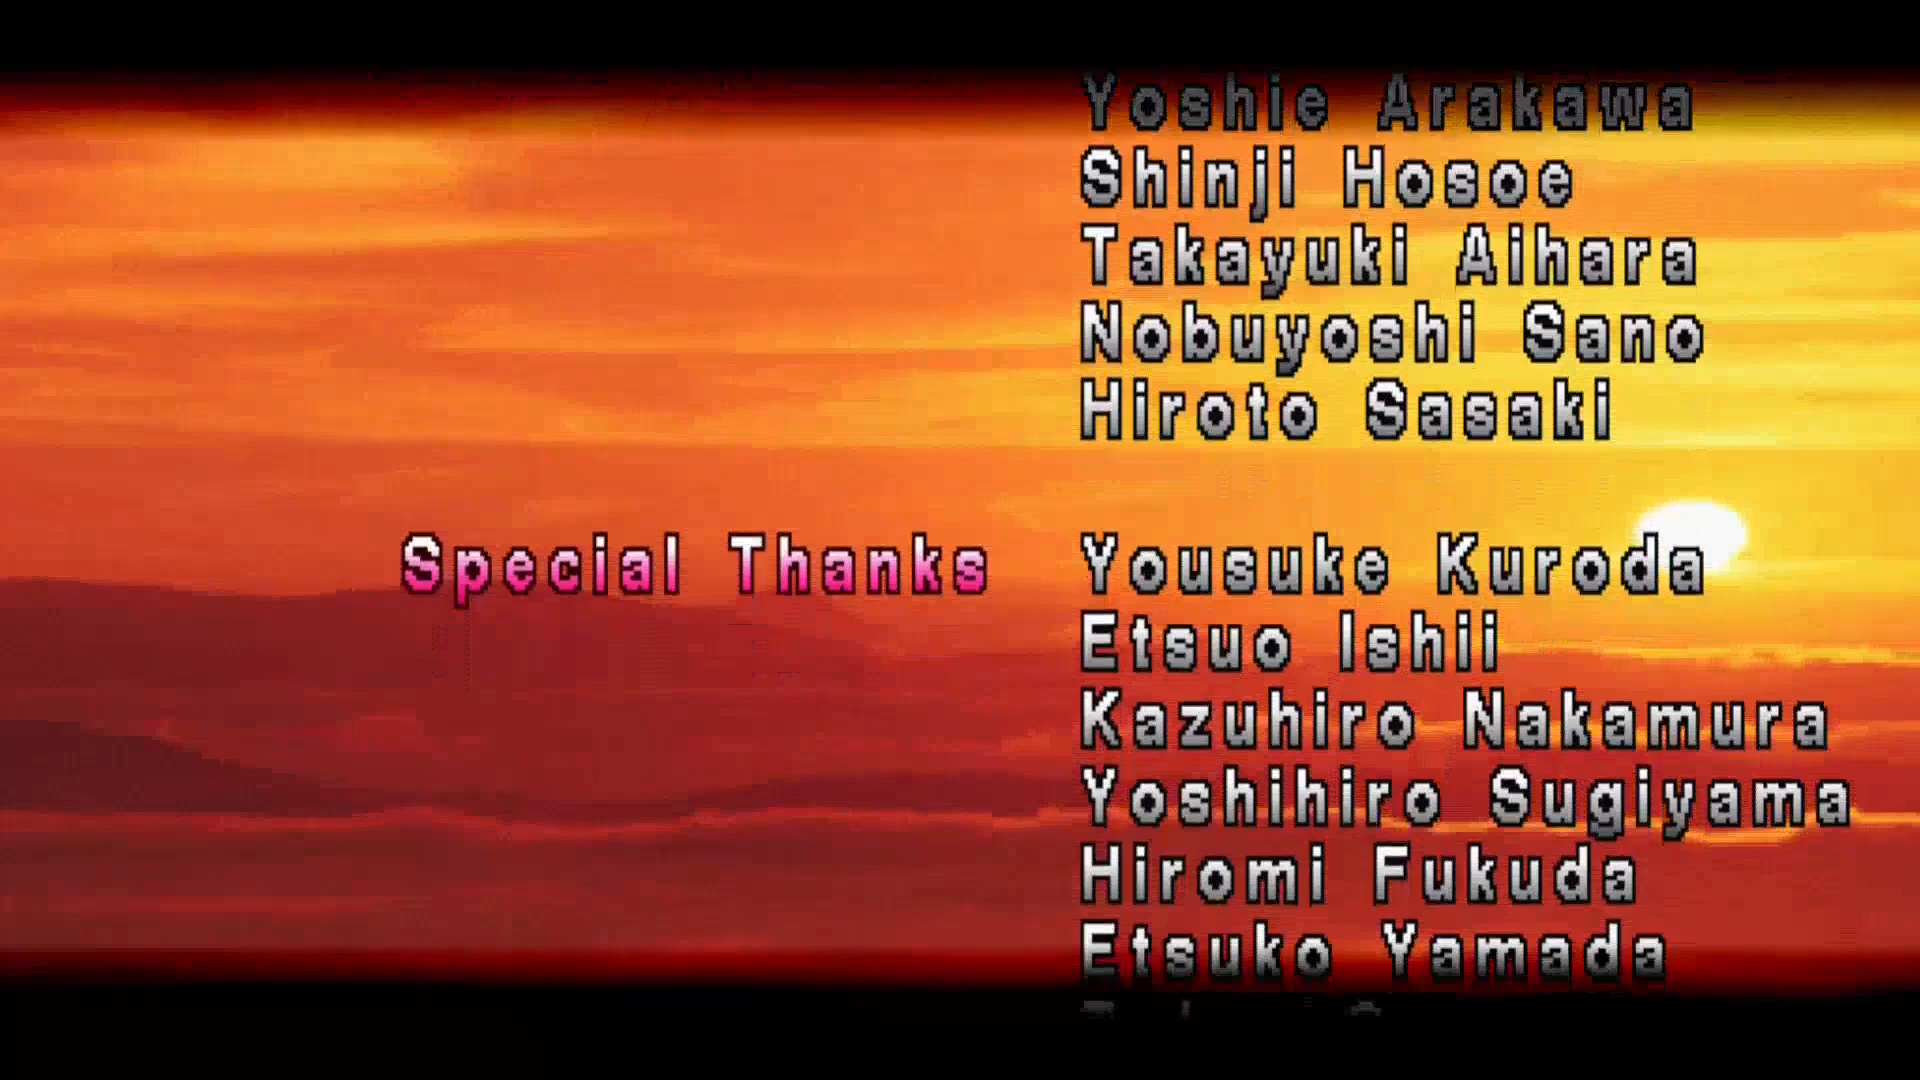 Yoshie Arakawa
Shinji Hosoe
Takayuki Aihara
Nobuyoshi Sano
Hiroto Sasaki
Special Thanks Yousuke Kuroda
Etsuo Ishii
Kazuhiro Nakamura
Yoshihiro Sugiyama
Hiromi Fukuda
Etsuko Yamada